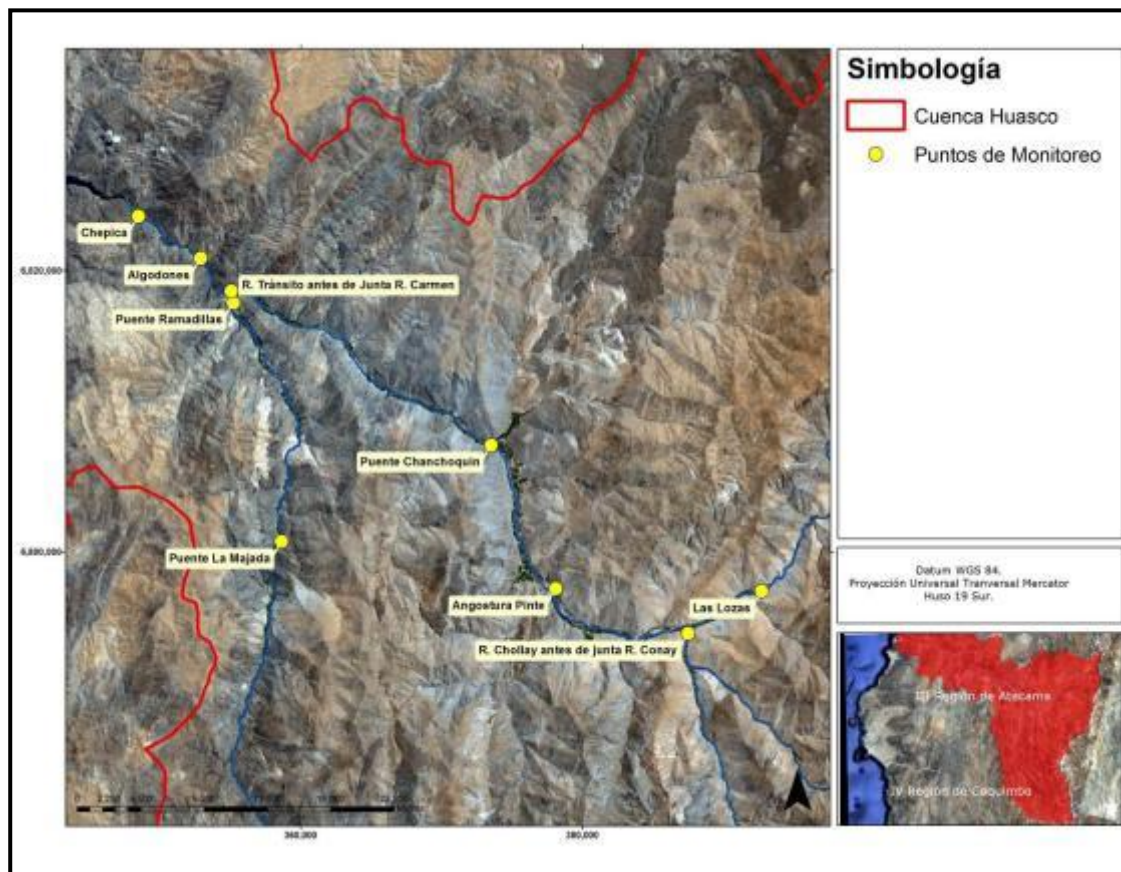 Simbología
Cuenca Huasco
Puntos de Monitoreo
Chepica
Algodones
R. Tránsito antes de Junta R. Carmen
Puente Ramadillas
Puente Chanchoquin
Puente La Majada
Angostura Pinte
Las Lozas
R. Chollay antes de junta R. Conay
6,820,000
6,800,000
360,000
380,000
Datum WGS 84.
Proyección Universal Tranversal Mercator
Huso 19 Sur.
III Región de Atacama
IV Región de Coquimbo